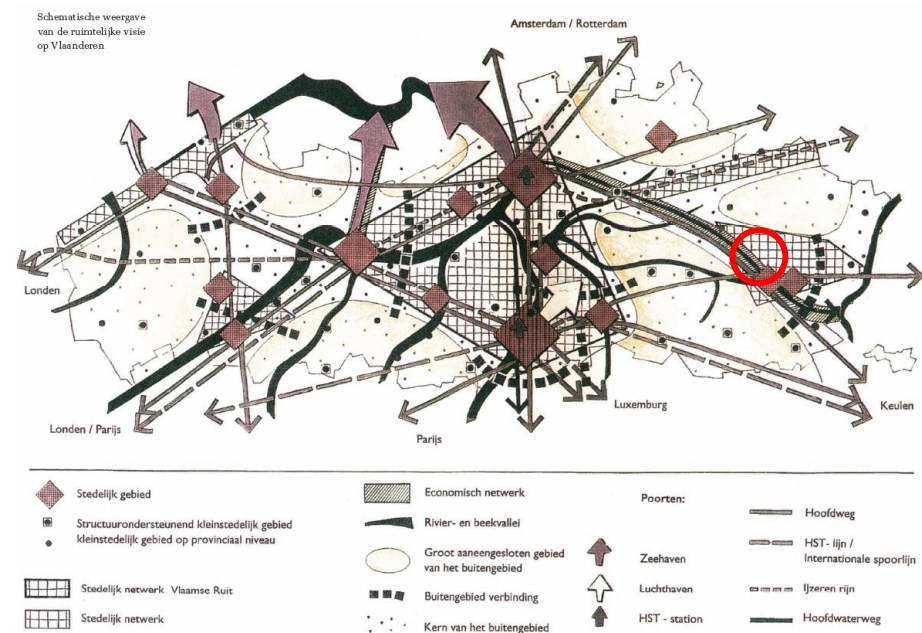 Schematische weergave
van de ruimtelijke visie
op Vlaanderen
Amsterdam / Rotterdam
Londen
Londen / Parijs
Parijs
Luxemburg
Keulen
Stedelijk gebied
Structuurondersteunend kleinstedelijk gebied
kleinstedelijk gebied op provinciaal niveau
Stedelijk netwerk Vlaamse Ruit
Stedelijk netwerk
Economisch netwerk
Rivier- en beekvallei
Groot aaneengesloten gebied
van het buitengebied
Buitengebied verbinding
Kern van het buitengebied
Poorten:
Zeehaven
Luchthaven
HST - station
Hoofdweg
HST- lijn /
Internationale spoorlijn
IJzeren rijn
Hoofdwaterweg